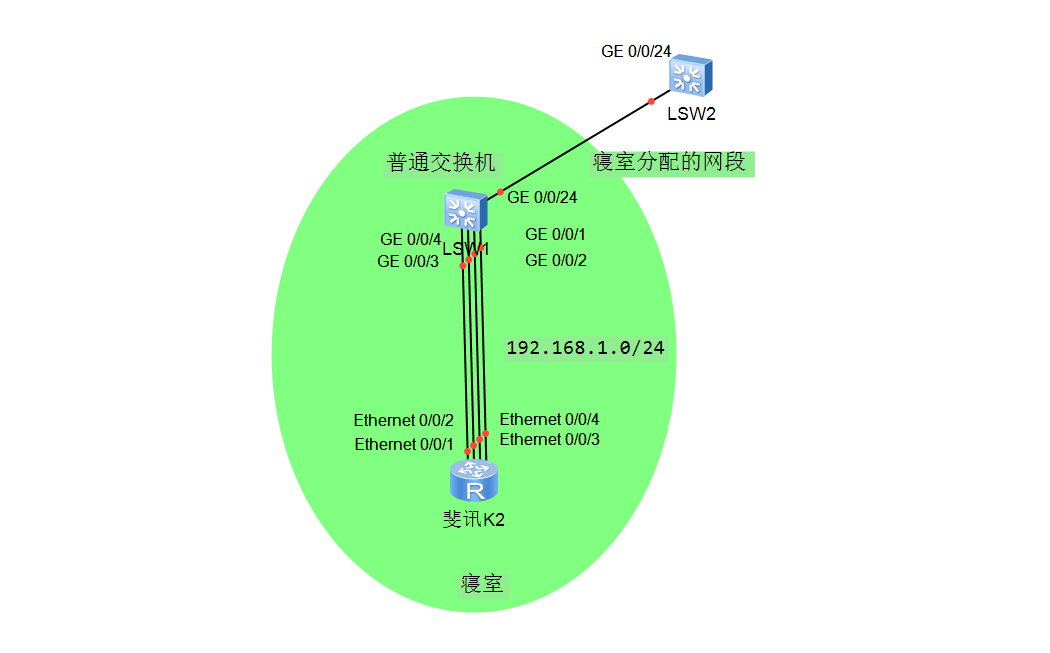 GE 0/0/24
LSW2
普通交换机
寝室分配的网段
GE 0/0/24
GE 0/0/4
LSW1
GE 0/0/1
GE 0/0/3
GE 0/0/2
192.168.1.0/24
Ethernet 0/0/2
Ethernet 0/0/4
Ethernet 0/0/1
Ethernet 0/0/3
R
斐讯K2
寝室